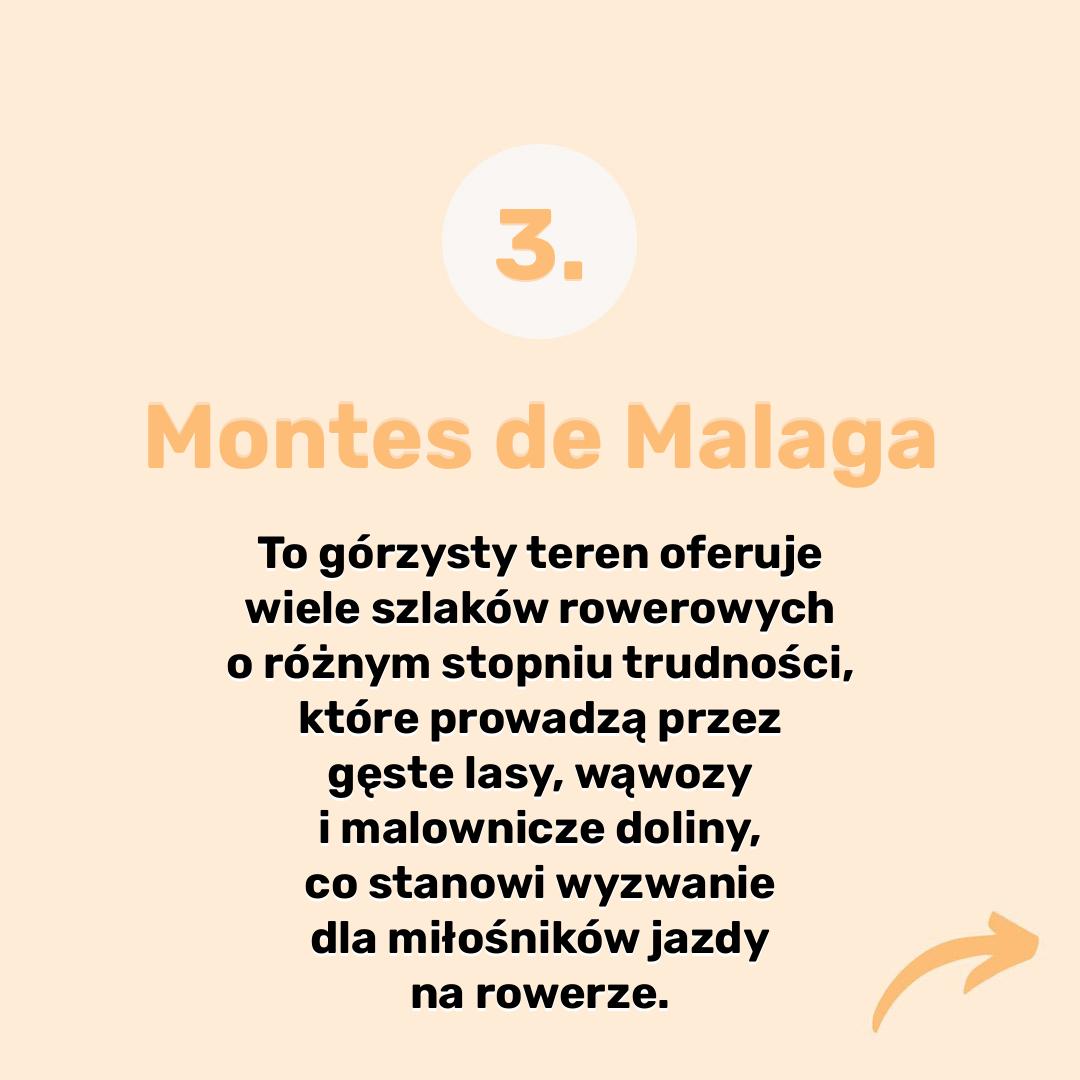 3.
Montes de Malaga
To górzysty teren oferuje
wiele szlaków rowerowych
o różnym stopniu trudności,
które prowadzą przez
gęste lasy, wąwozy
i malownicze doliny,
co stanowi wyzwanie
dla miłośników jazdy
na rowerze.